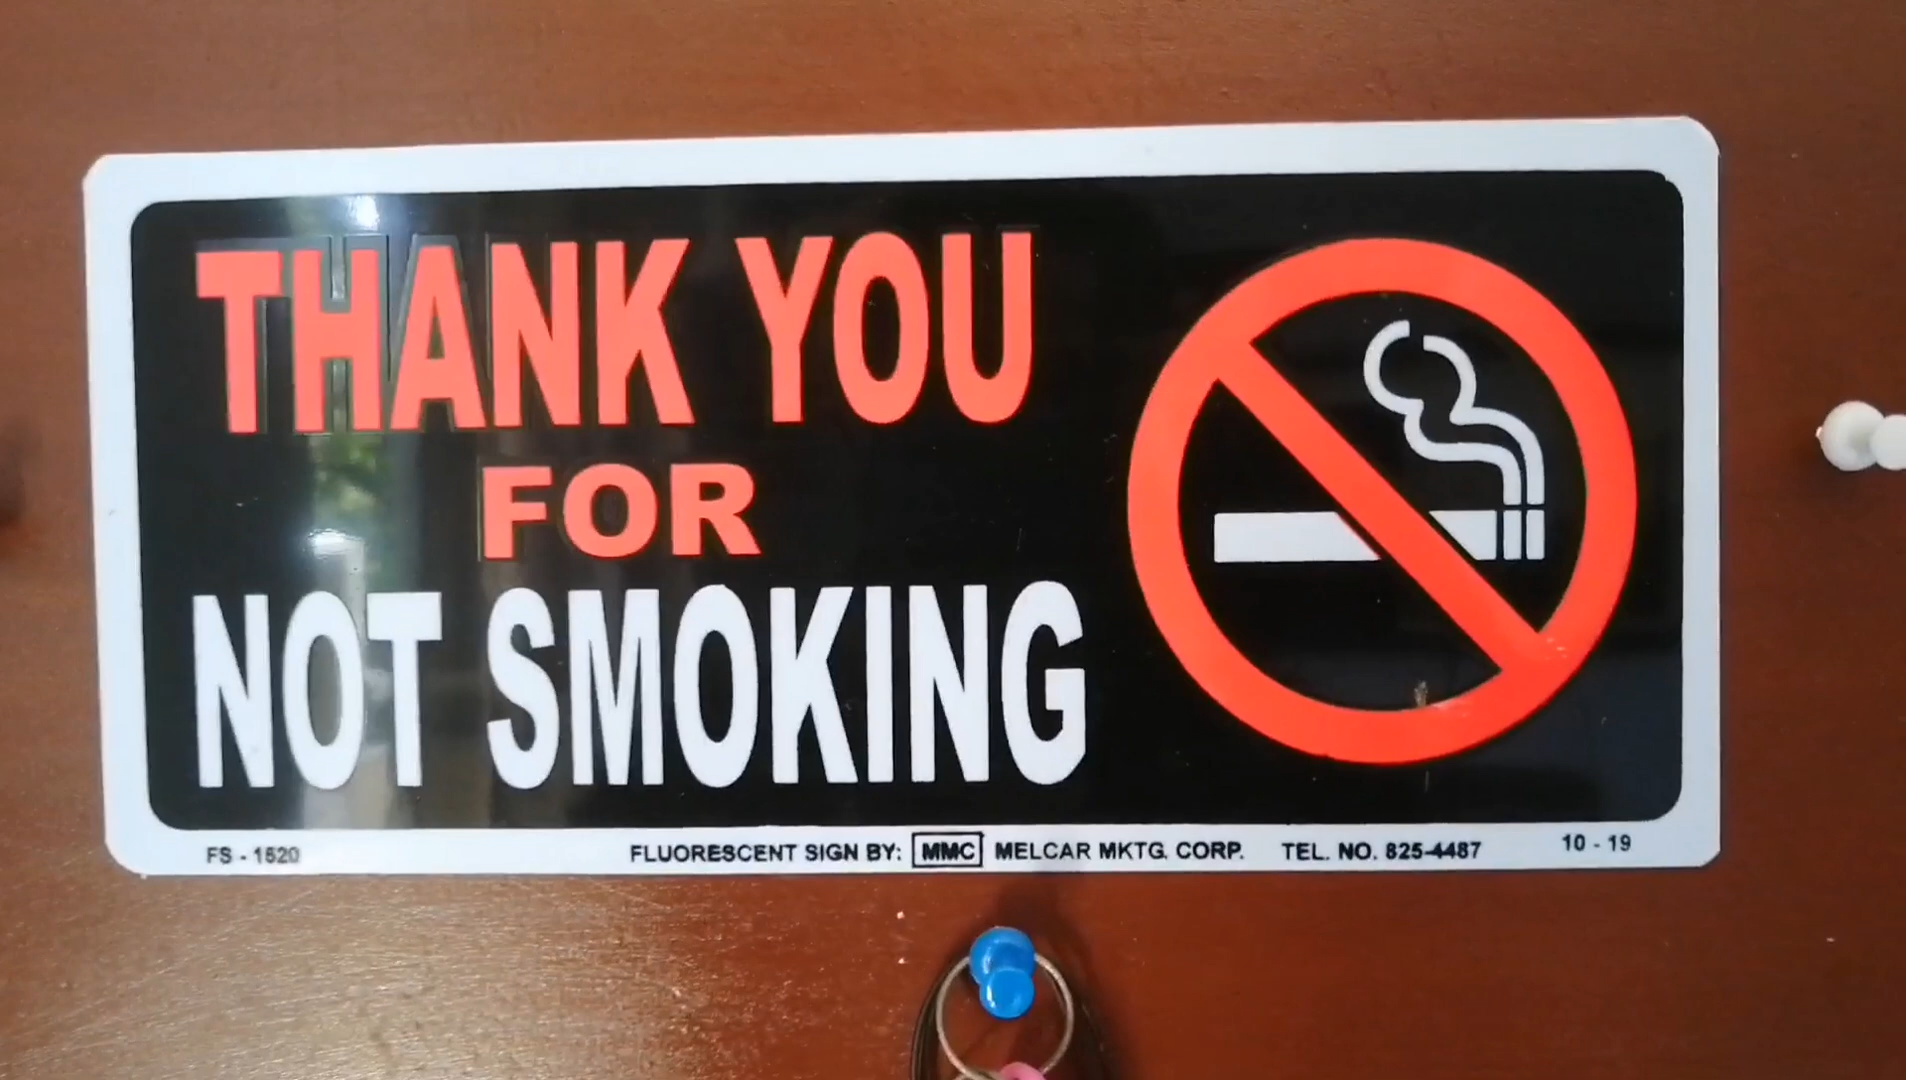 THANK YOU
FOR
NOT SMOKING
FS - 1520 FLUORESCENT SIGN BY: MMC MELCAR MKTG. CORP. TEL. NO. 825-4487 10 - 19